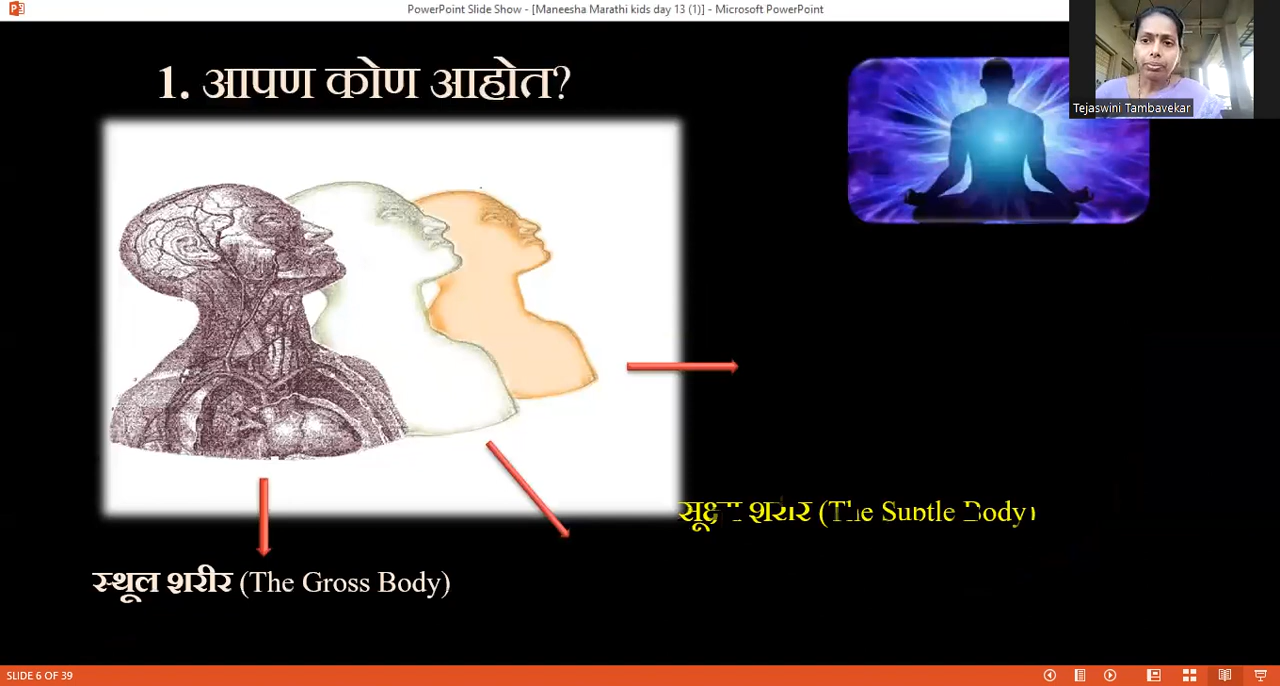 PowerPoint Slide Show - [Maneesha Marathi kids day 13 (1)] - Microsoft PowerPoint
1. आपण कोण आहोत?
Tejaswini Tambavekar
सूक्ष्म शरीर (The Subtle Body)
स्थूल शरीर (The Gross Body)
SLIDE 6 OF 39